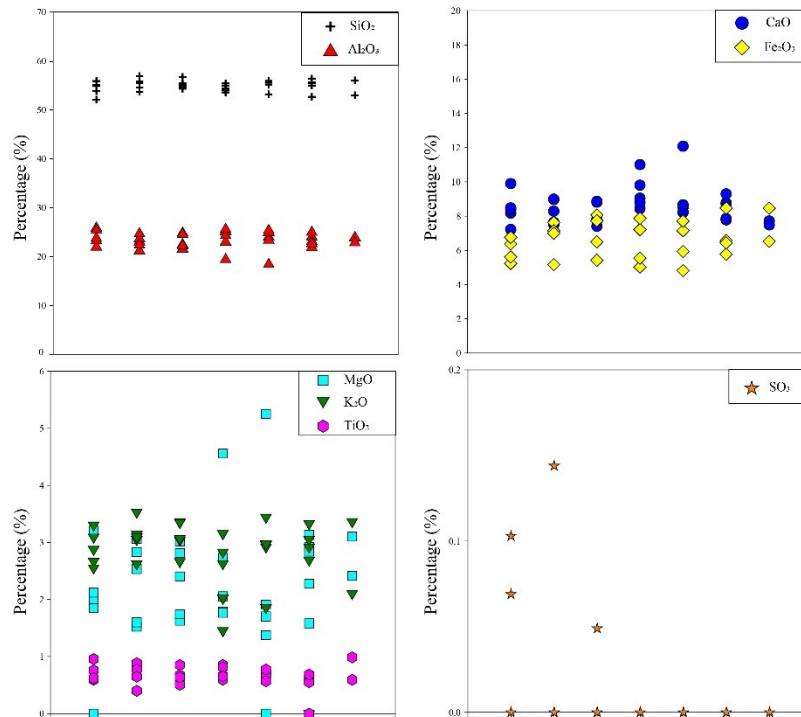 70
60
50
40
30
20
10
0
Percentage (%)
SiO₂
Al₂O₃
20
18
16
14
12
10
8
6
4
2
0
Percentage (%)
CaO
Fe₂O₃
6
5
4
3
2
1
0
Percentage (%)
MgO
K₂O
TiO₂
0.2
0.1
0.0
Percentage (%)
SO₃